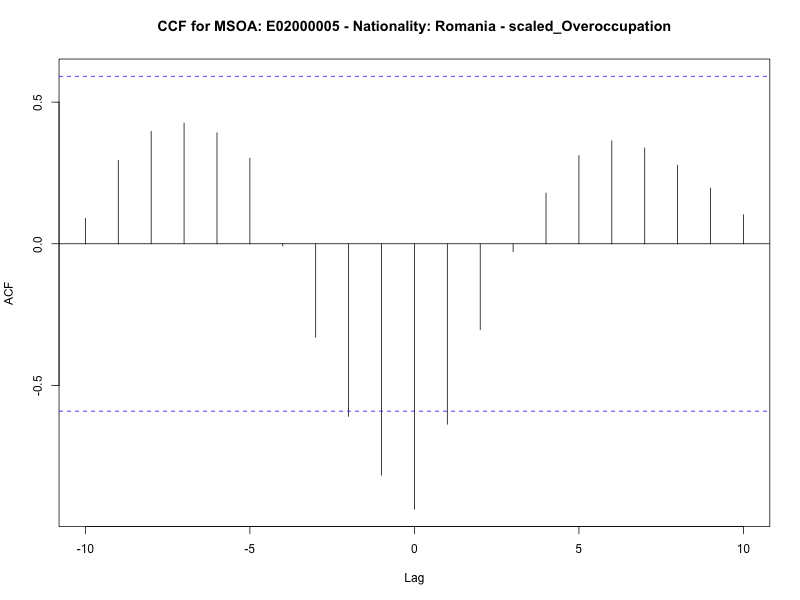 CCF for MSOA: E02000005 - Nationality: Romania - scaled_Overoccupation
0.5
0.0
-0.5
ACF
-10
-5
0
5
10
Lag